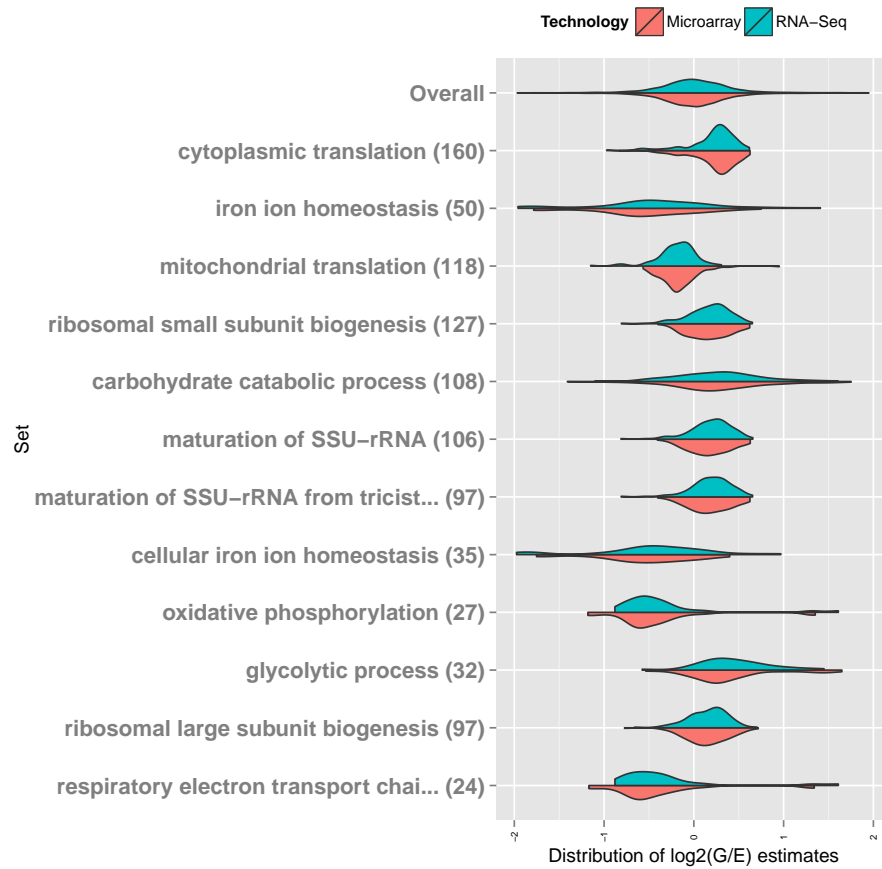 Technology Microarray RNA−Seq
Overall
cytoplasmic translation (160)
iron ion homeostasis (50)
mitochondrial translation (118)
ribosomal small subunit biogenesis (127)
carbohydrate catabolic process (108)
maturation of SSU−rRNA (106)
maturation of SSU−rRNA from tricist... (97)
cellular iron ion homeostasis (35)
oxidative phosphorylation (27)
glycolytic process (32)
ribosomal large subunit biogenesis (97)
respiratory electron transport chai... (24)
Set
−2 −1 0 1 2
Distribution of log2(G/E) estimates